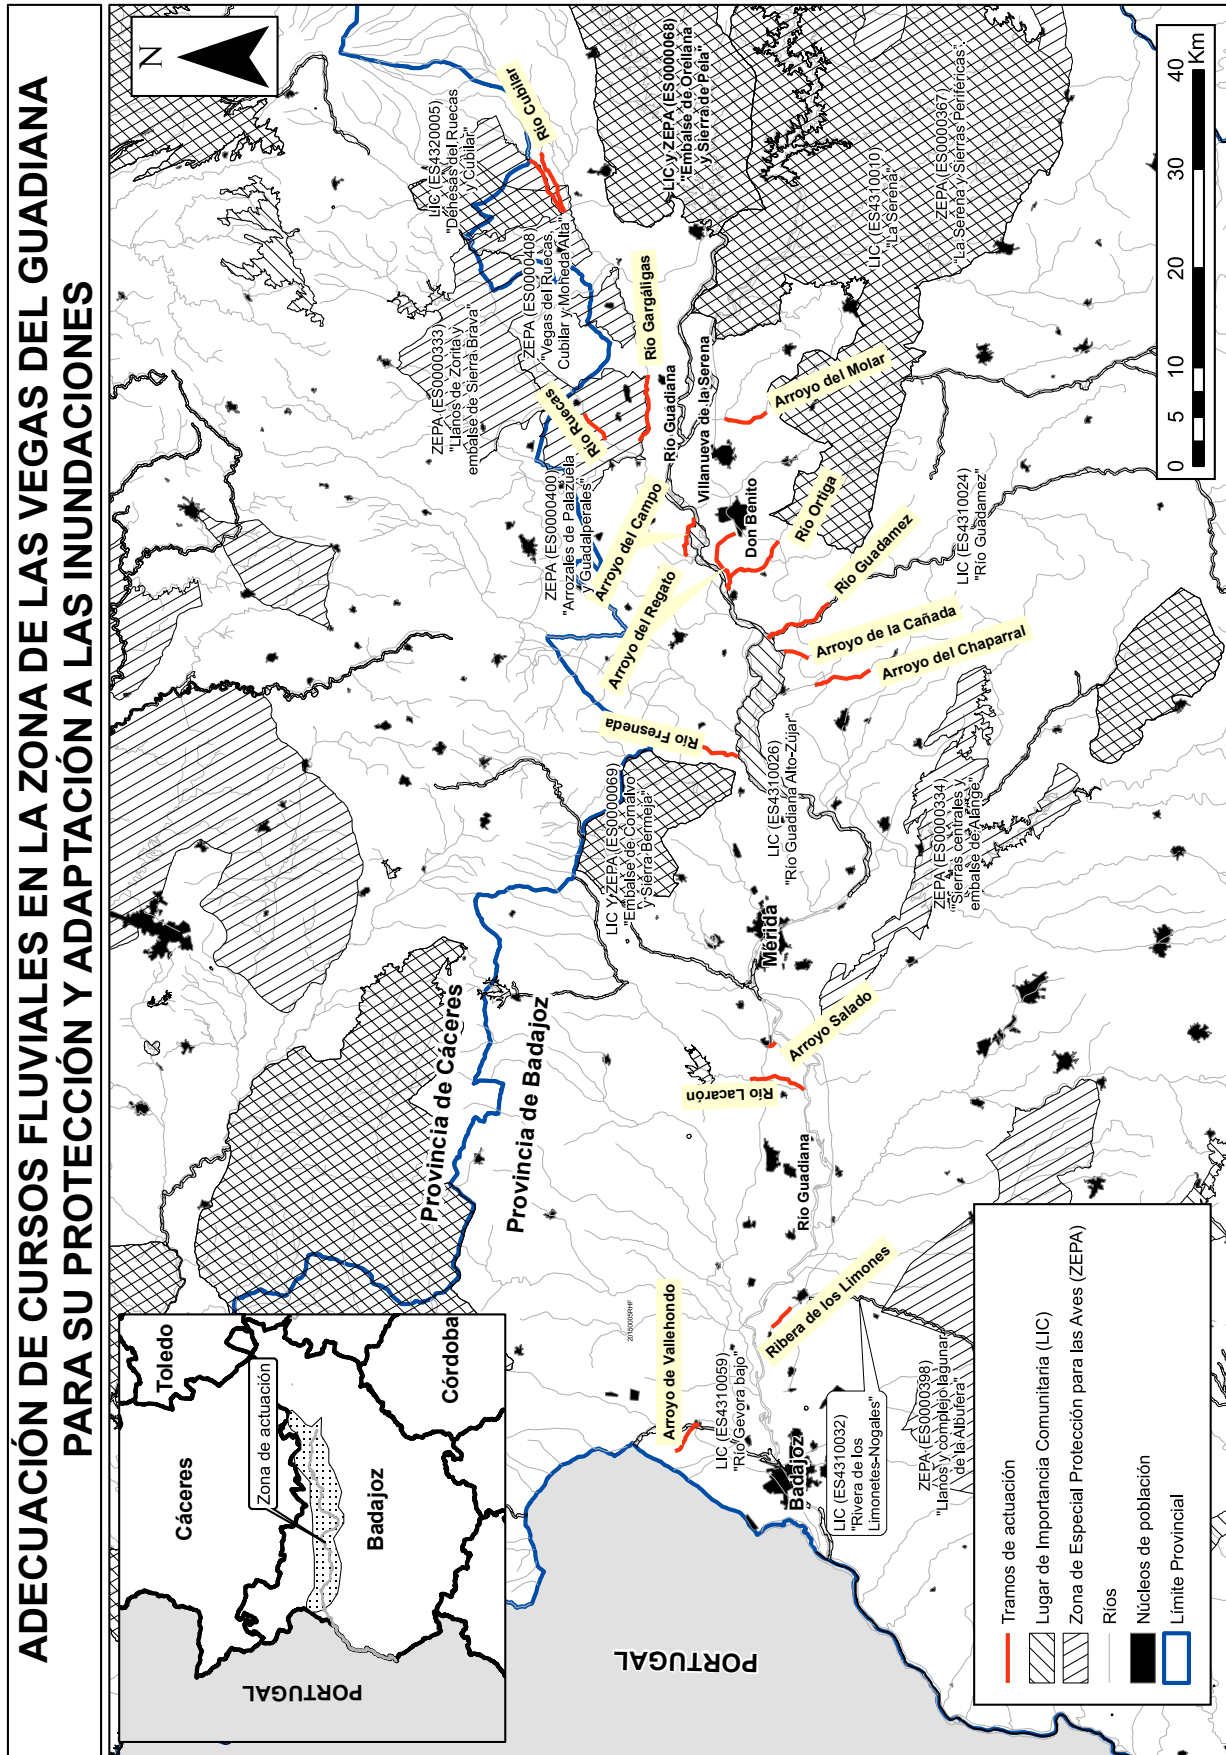 ADECUACIÓN DE CURSOS FLUVIALES EN LA ZONA DE LAS VEGAS DEL GUADIANA
PARA SU PROTECCIÓN Y ADAPTACIÓN A LAS INUNDACIONES
Cáceres
Toledo
Zona de actuación
Badajoz
Córdoba
PORTUGAL
N
Provincia de Cáceres
Provincia de Badajoz
PORTUGAL
LIC (ES4320005)
"Dehesas del Ruecas
y Cubilar"
Río Cubilar
ZEPA (ES0000333)
"Llanos de Zorita y
embalse de Sierra Brava"
ZEPA (ES0000408)
"Vegas del Ruecas,
Cubilar y Moheda Alta"
ZEPA (ES0000400)
"Arrozales de Palazuela
y Guadalperales"
Río Ruecas
Río Gargáligas
LIC y ZEPA (ES0000068)
"Embalse de Orellana
y Sierra de Pela"
Arroyo del Campo
Río Guadiana
Villanueva de la Serena
Arroyo del Regato
Don Benito
Río Ortiga
Arroyo del Molar
LIC (ES4310010)
"La Serena"
ZEPA (ES0000367)
"La Serena y Sierras Periféricas".
Río Fresneda
LIC Y ZEPA (ES0000069)
"Embalse de Cornalvo
y Sierra Bermeja"
Río Guadamez
LIC (ES4310024)
"Río Guadamez"
Arroyo de la Cañada
Arroyo del Chaparral
LIC (ES4310026)
"Río Guadiana Alto-Zújar"
Mérida
ZEPA (ES0000334)
"Sierras centrales y
embalse de Alange"
Río Lacarón
Arroyo Salado
Río Guadiana
20150005RHF
Arroyo de Vallehondo
LIC (ES4310059)
"Río Gévora bajo"
Ribera de los Limones
Badajoz
LIC (ES4310032)
"Rivera de los
Limonetes-Nogales"
ZEPA (ES0000398)
"Llanos y complejo lagunar
de la Albuera"
Tramos de actuación
Lugar de Importancia Comunitaria (LIC)
Zona de Especial Protección para las Aves (ZEPA)
Ríos
Núcleos de población
Límite Provincial
0 5 10 20 30 40
Km